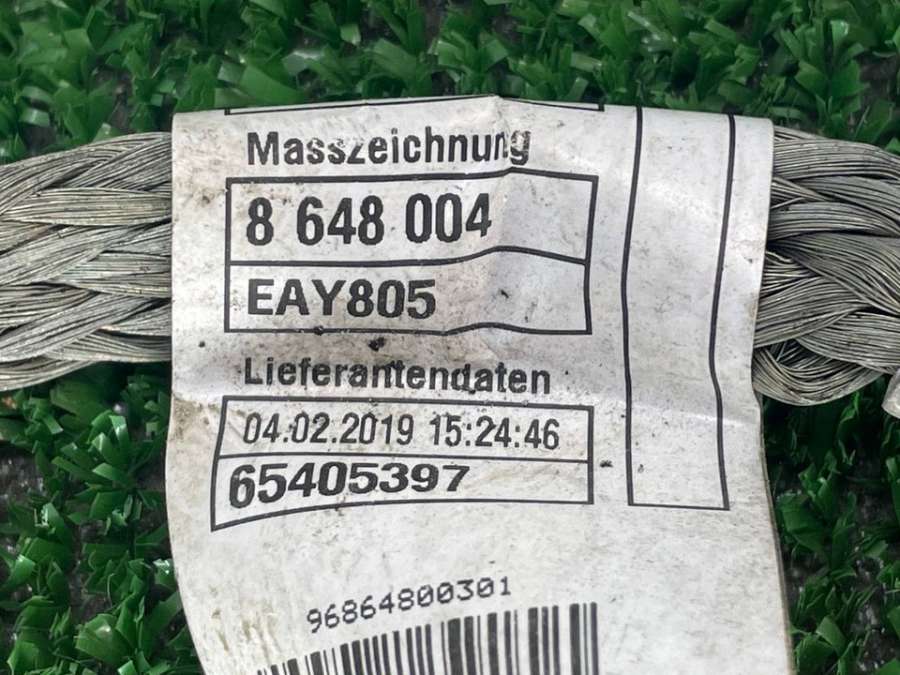 Masszeichnung
8 648 004
EAY805
Lieferantendaten
04.02.2019 15:24:46
65405397
96864800301